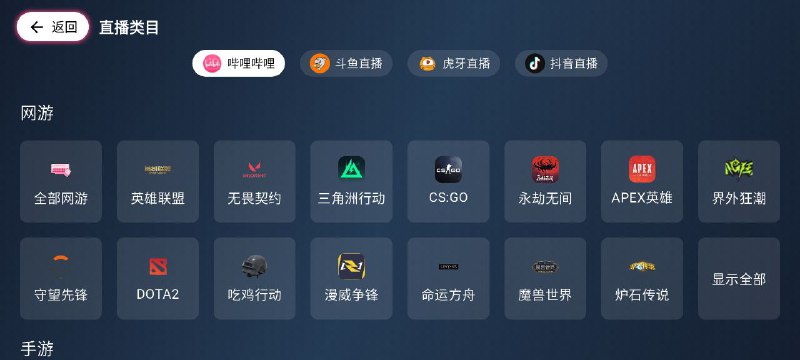 返回
直播类目
哔哩哔哩
斗鱼直播
虎牙直播
抖音直播
网游
全部网游
英雄联盟
无畏契约
三角洲行动
CS:GO
永劫无间
APEX英雄
界外狂潮
守望先锋
DOTA2
吃鸡行动
漫威争锋
命运方舟
魔兽世界
炉石传说
显示全部
手游